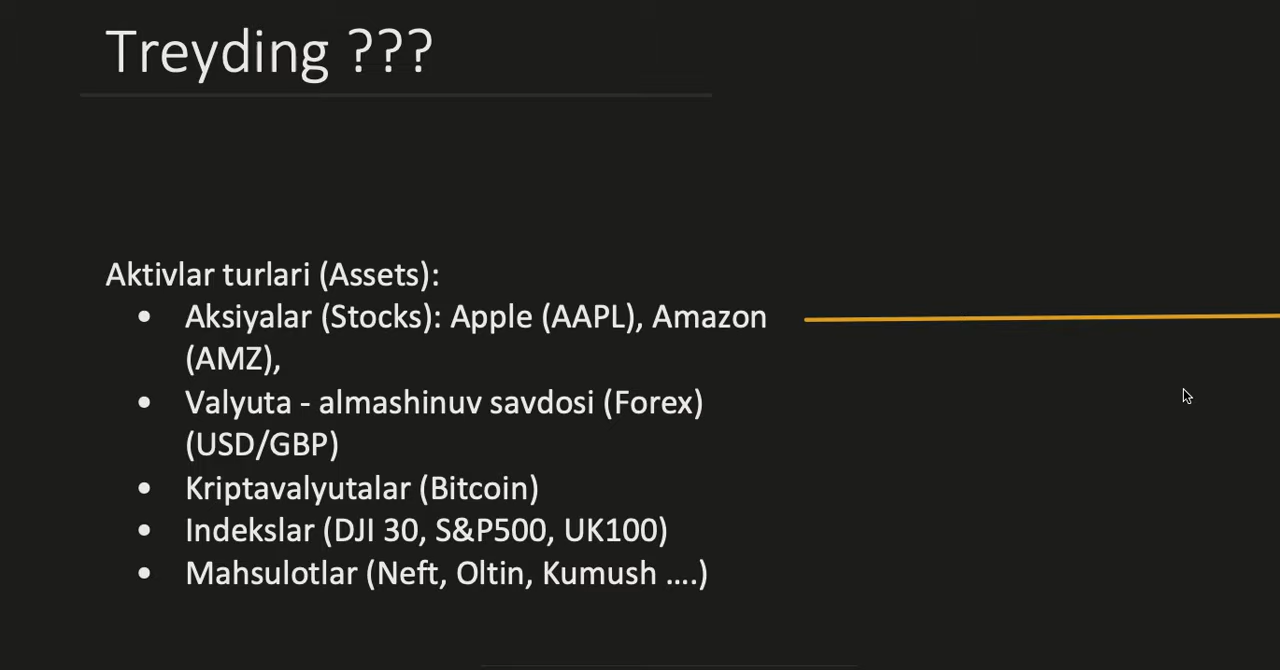 Treyding ???
Aktivlar turlari (Assets):
• Aksiyalar (Stocks): Apple (AAPL), Amazon
(AMZ),
• Valyuta - almashinuv savdosi (Forex)
(USD/GBP)
• Kriptavalyutalar (Bitcoin)
• Indekslar (DJI 30, S&P500, UK100)
• Mahsulotlar (Neft, Oltin, Kumush ....)